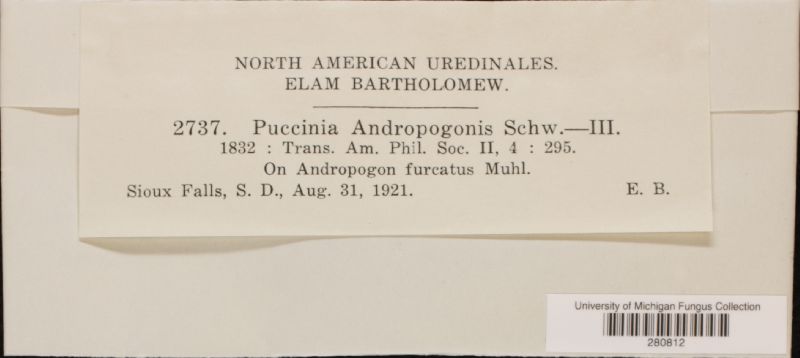 NORTH AMERICAN UREDINALES.
ELAM BARTHOLOMEW.
2737. Puccinia Andropogonis Schw.—III.
1832 : Trans. Am. Phil. Soc. II, 4 : 295.
On Andropogon furcatus Muhl.
Sioux Falls, S. D., Aug. 31, 1921. E. B.
University of Michigan Fungus Collection
280812